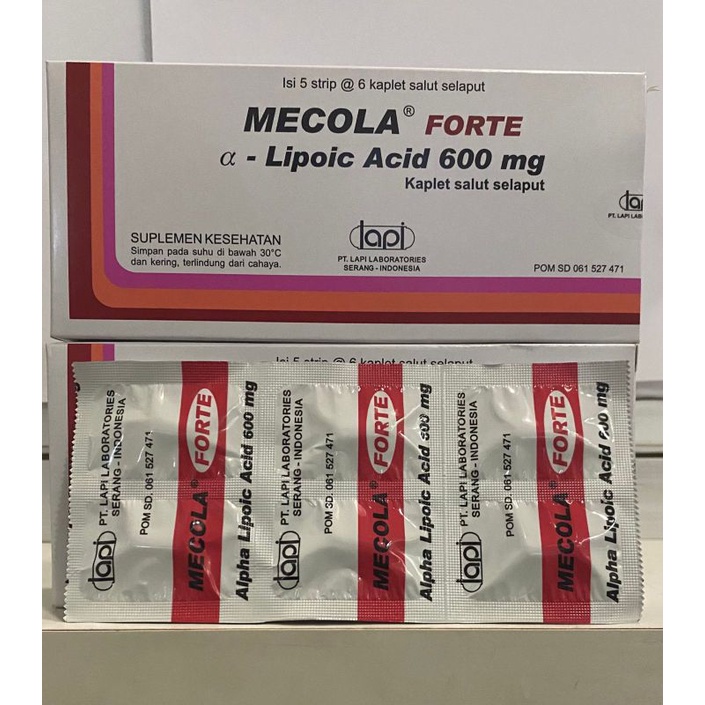 Isi 5 strip @ 6 kaplet salut selaput
MECOLA® FORTE
α - Lipoic Acid 600 mg
Kaplet salut selaput
lapi
PT. LAPI LAB
SUPLEMEN KESEHATAN
Simpan pada suhu di bawah 30°C
dan kering, terlindung dari cahaya.
lapi
PT. LAPI LABORATORIES
SERANG - INDONESIA
POM SD 061 527 471
Isi 5 strip @ 6 kaplet salut selaput
lapi
PT. LAPI LABORATORIES
SERANG - INDONESIA
POM SD. 061 527 471
MECOLA® FORTE
Alpha Lipoic Acid 600 mg
lapi
PT. LAPI LABORATORIES
SERANG - INDONESIA
POM SD. 061 527 471
MECOLA® FORTE
Alpha Lipoic Acid 600 mg
lapi
PT. LAPI LABORATORIES
SERANG - INDONESIA
POM SD. 061 527 471
MECOLA® FORTE
Alpha Lipoic Acid 600 mg